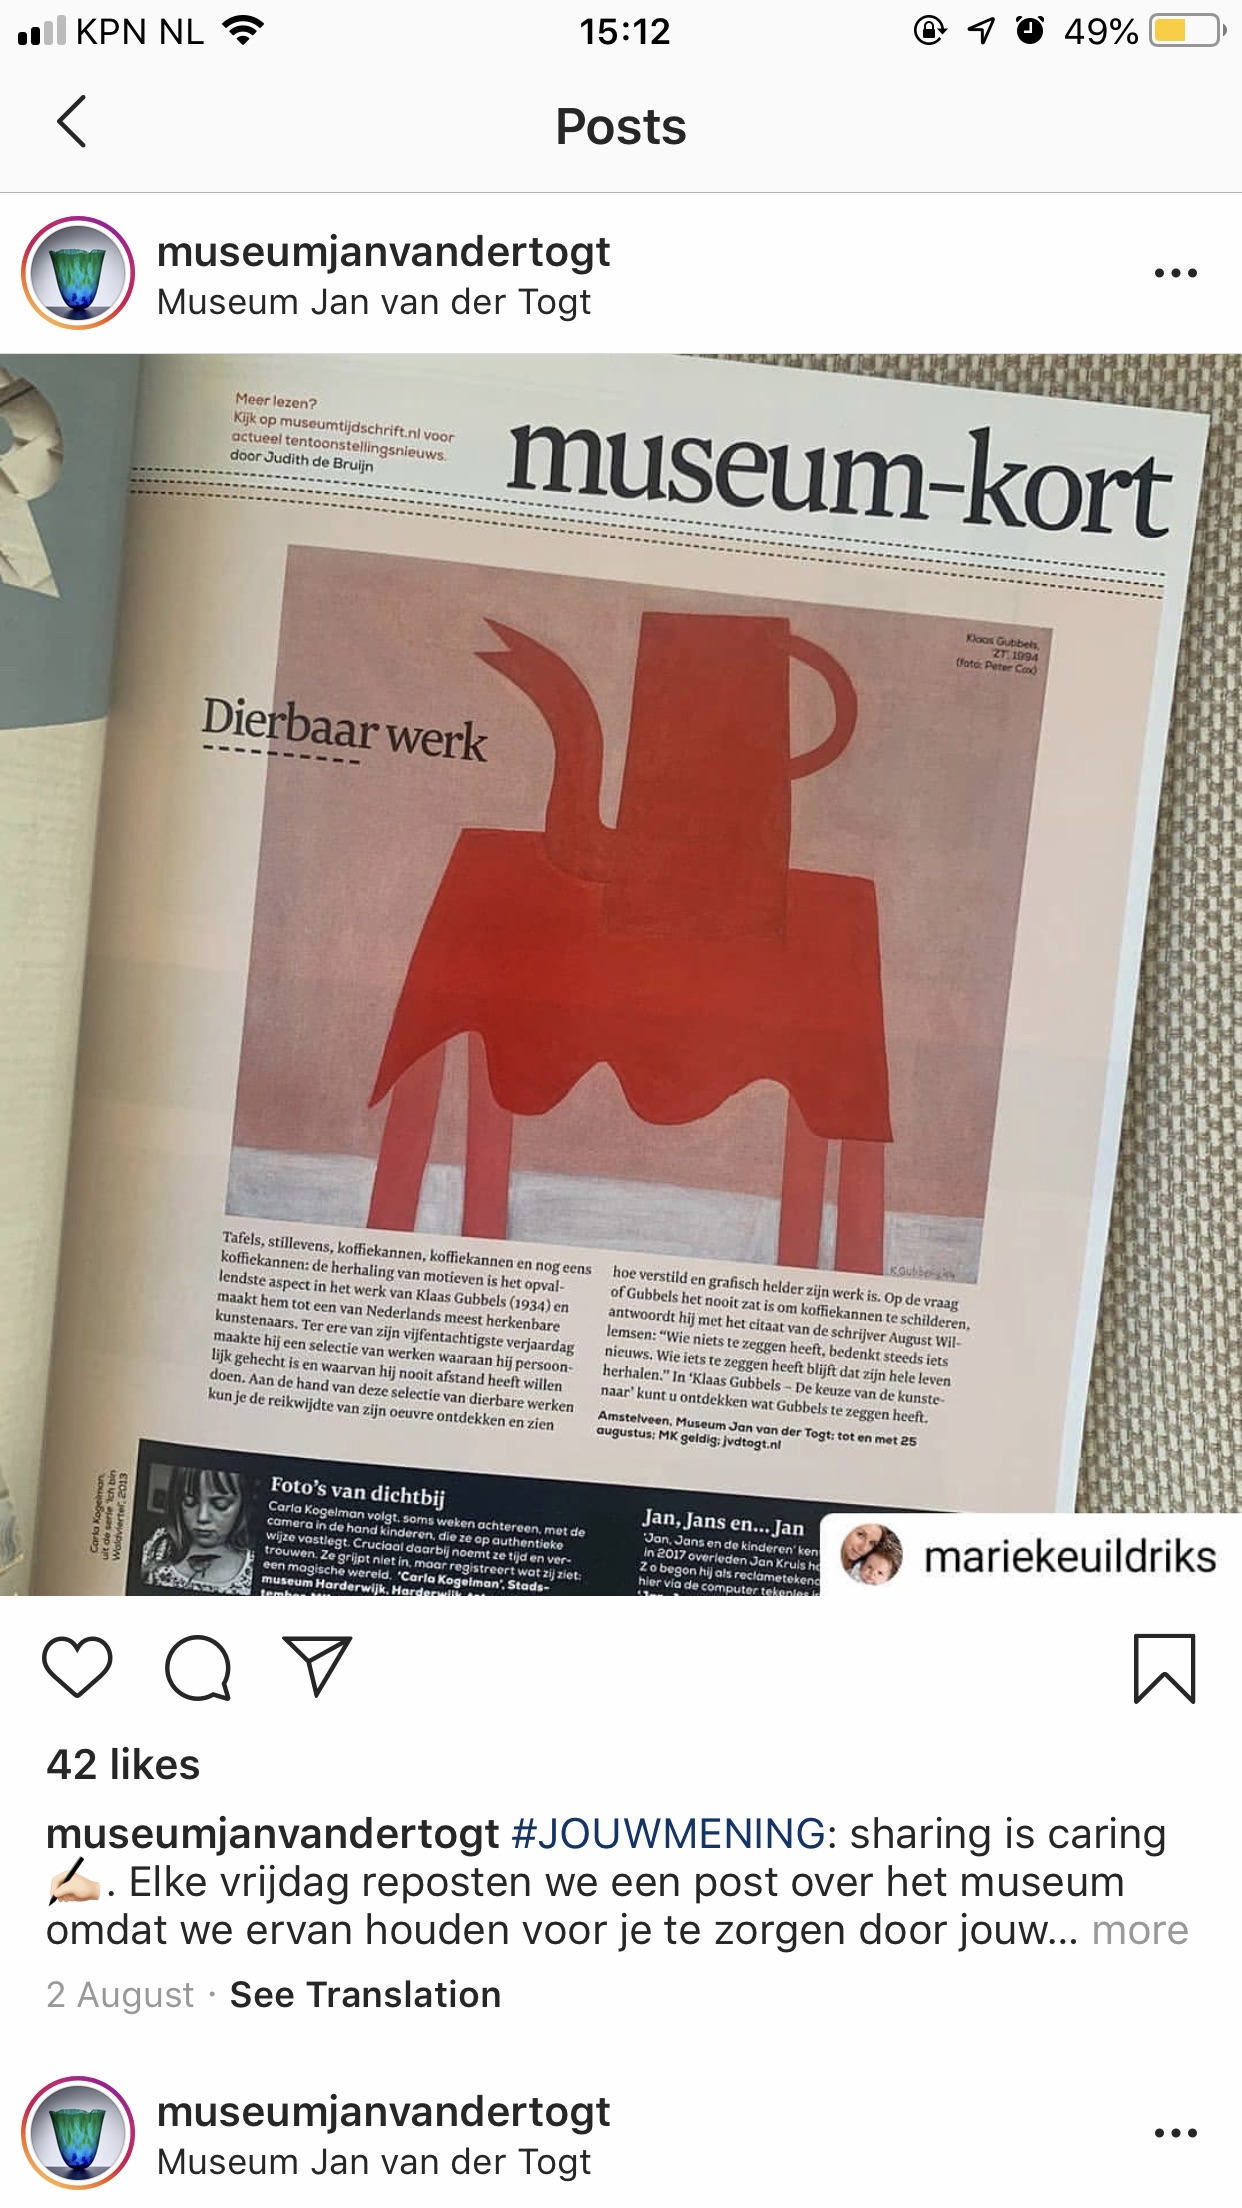 KPN NL
15:12
49%
Posts
museumjanvandertogt
Museum Jan van der Togt
Meer lezen?
Kijk op museumtijdschrift.nl voor
actueel tentoonstellingsnieuws.
door Judith de Bruijn
museum-kort
Klaas Gubbels,
'ZT', 1994
(foto: Peter Cox)
Dierbaar werk
K.Gubbels
Tafels, stillevens, koffiekannen, koffiekannen en nog eens
koffiekannen: de herhaling van motieven is het opval-
lendste aspect in het werk van Klaas Gubbels (1934) en
maakt hem tot een van Nederlands meest herkenbare
kunstenaars. Ter ere van zijn vijfentachtigste verjaardag
maakte hij een selectie van werken waaraan hij persoon-
lijk gehecht is en waarvan hij nooit afstand heeft willen
doen. Aan de hand van deze selectie van dierbare werken
kun je de reikwijdte van zijn oeuvre ontdekken en zien
hoe verstild en grafisch helder zijn werk is. Op de vraag
of Gubbels het nooit zat is om koffiekannen te schilderen,
antwoordt hij met het citaat van de schrijver August Wil-
lemsen: “Wie niets te zeggen heeft, bedenkt steeds iets
nieuws. Wie iets te zeggen heeft blijft dat zijn hele leven
herhalen.” In ‘Klaas Gubbels – De keuze van de kunste-
naar’ kunt u ontdekken wat Gubbels te zeggen heeft.
Amstelveen, Museum Jan van der Togt; tot en met 25
augustus; MK geldig; jvdtogt.nl
Carla Kogelman,
uit de serie 'Ich bin
Waldviertel', 2013
Foto's van dichtbij
Carla Kogelman volgt, soms weken achtereen, met de
camera in de hand kinderen, die ze op authentieke
wijze vastlegt. Cruciaal daarbij noemt ze tijd en ver-
trouwen. Ze grijpt niet in, maar registreert wat zij ziet:
een magische wereld. ‘Carla Kogelman’, Stads-
museum Harderwijk, Harderwijk,
Jan, Jans en... Jan
'Jan, Jans en de kinderen' ken
in 2017 overleden Jan Kruis
Zo begon hij als reclametekena
hier via de computer
mariekeuildriks
42 likes
museumjanvandertogt #JOUWMENING: sharing is caring
✍🏻. Elke vrijdag reposten we een post over het museum
omdat we ervan houden voor je te zorgen door jouw... more
2 August · See Translation
museumjanvandertogt
Museum Jan van der Togt